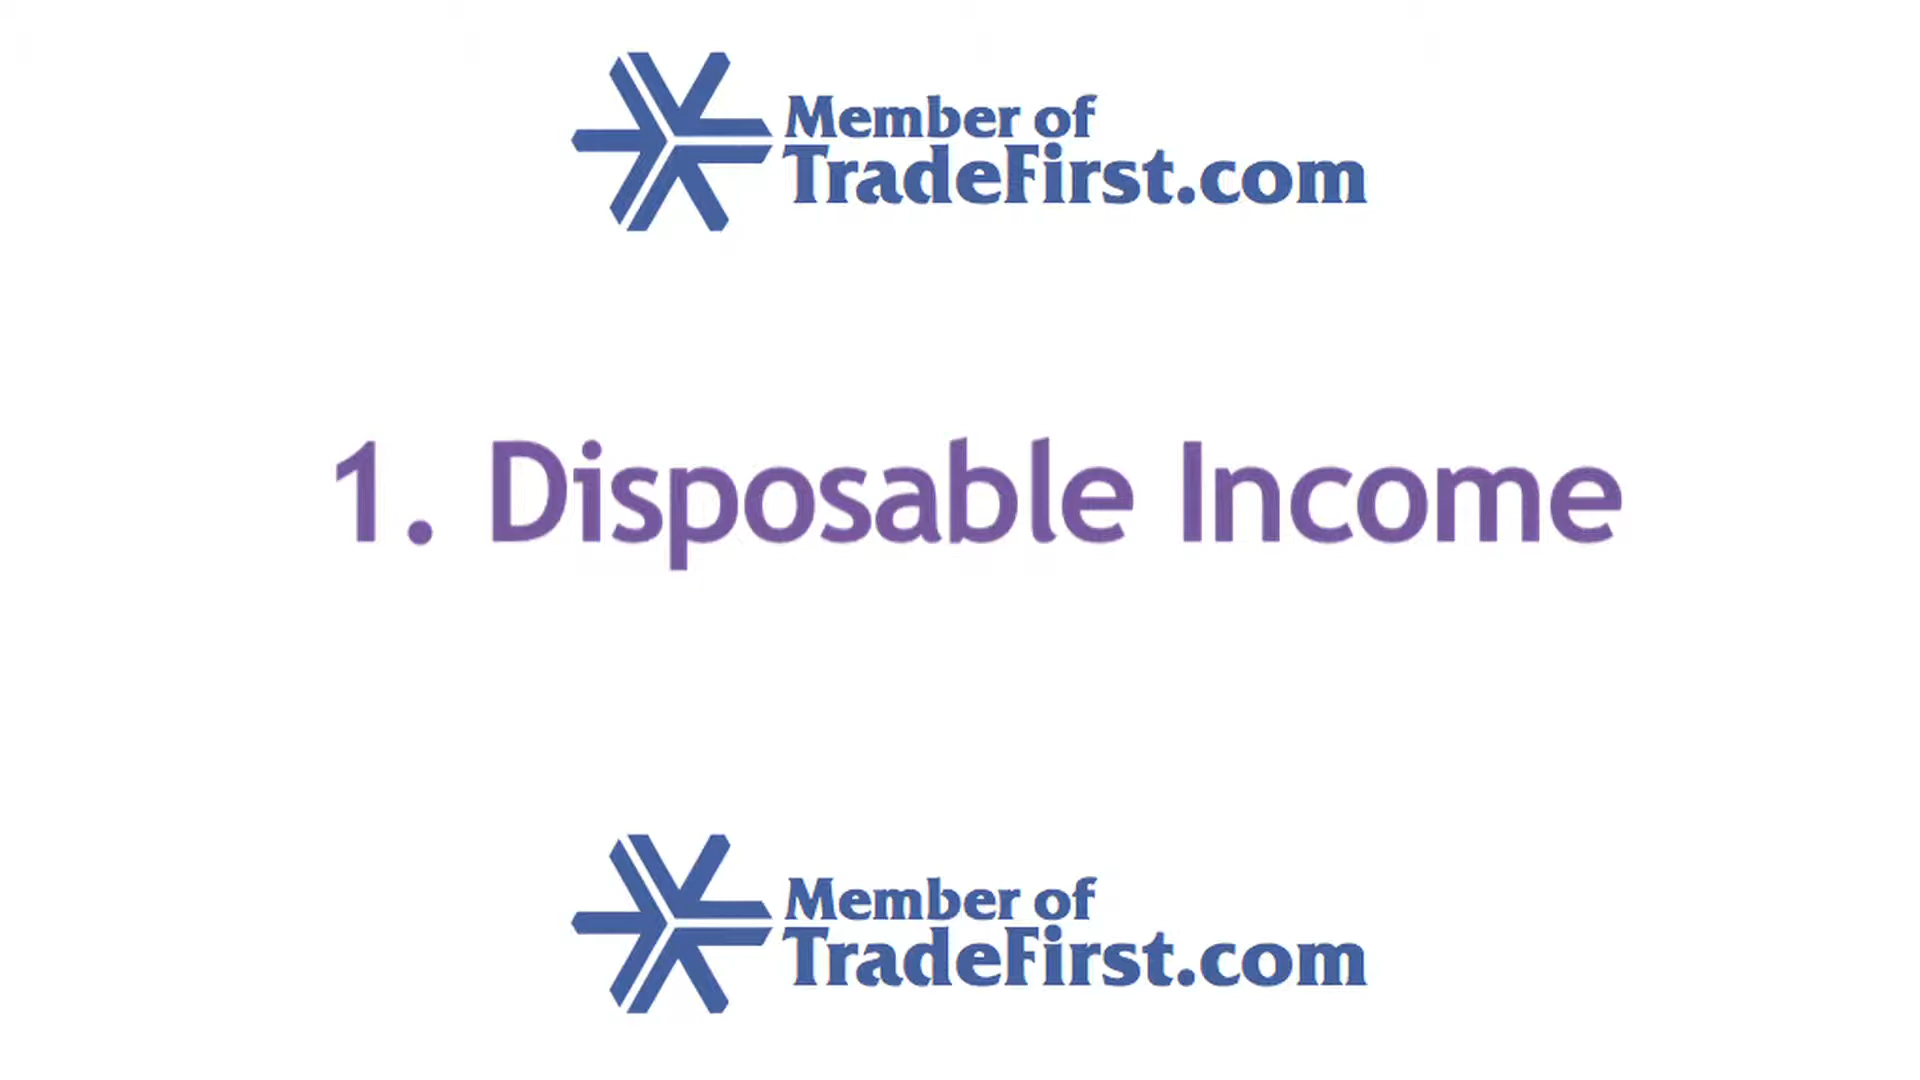 Member of
TradeFirst.com
1. Disposable Income
Member of
TradeFirst.com